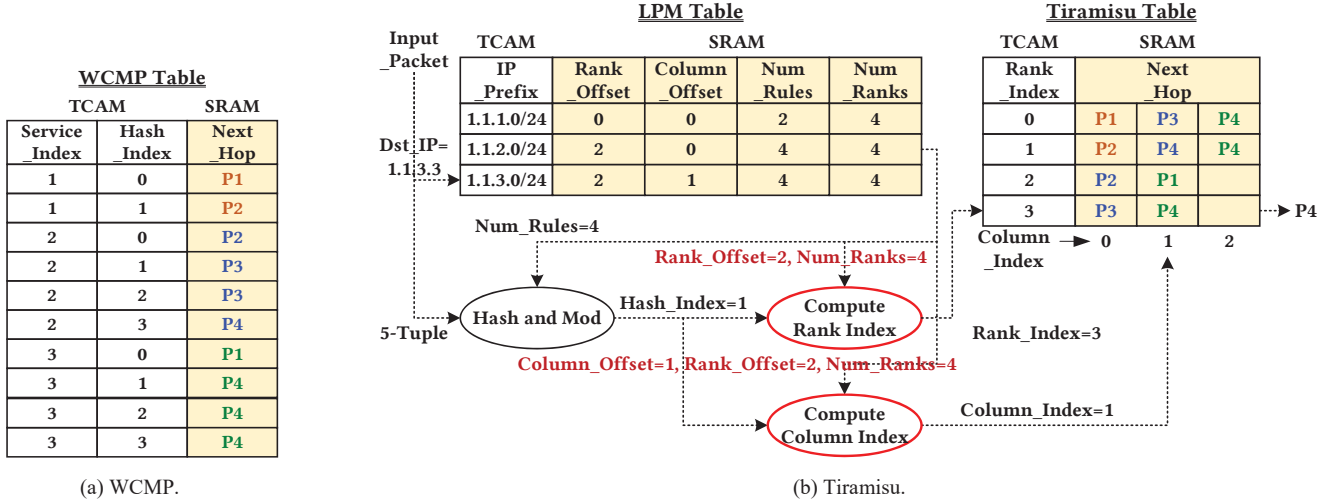 WCMP Table
TCAM SRAM
Service
_Index
Hash
_Index
Next
_Hop
1 0 P1
1 1 P2
2 0 P2
2 1 P3
2 2 P3
2 3 P4
3 0 P1
3 1 P4
3 2 P4
3 3 P4
(a) WCMP.
LPM Table
Input
_Packet
TCAM SRAM
IP
_Prefix
Rank
_Offset
Column
_Offset
Num
_Rules
Num
_Ranks
1.1.1.0/24 0 0 2 4
1.1.2.0/24 2 0 4 4
1.1.3.0/24 2 1 4 4
Dst_IP=
1.1.3.3
Num_Rules=4
Rank_Offset=2, Num_Ranks=4
5-Tuple
Hash and Mod
Hash_Index=1
Compute
Rank Index
Rank_Index=3
Column_Offset=1, Rank_Offset=2, Num_Ranks=4
Compute
Column Index
Column_Index=1
Tiramisu Table
TCAM SRAM
Rank
_Index
Next
_Hop
0 P1 P3 P4
1 P2 P4 P4
2 P2 P1
3 P3 P4
P4
Column
_Index
0 1 2
(b) Tiramisu.